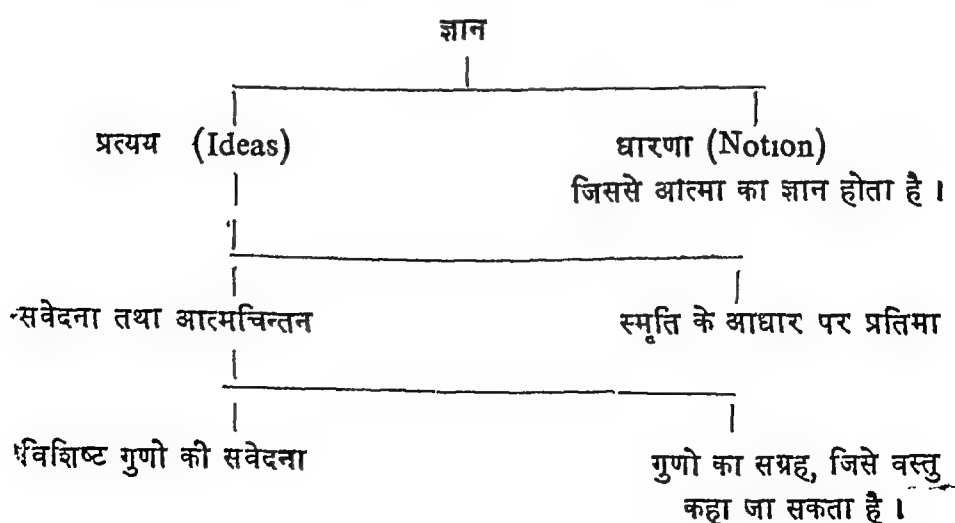 ज्ञान
प्रत्यय (Ideas) धारणा (Notion)
जिससे आत्मा का ज्ञान होता है ।
सवेदना तथा आत्मचिन्तन स्मृति के आधार पर प्रतिमा
विशिष्ट गुणो की सवेदना गुणो का सग्रह, जिसे वस्तु
कहा जा सकता है ।